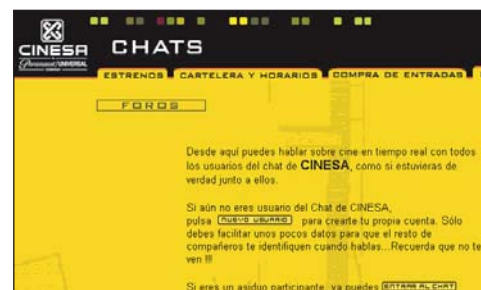 CINESA
CHATS
Paramount/UNIVERSAL
ESTRENOS CARTELERA Y HORARIOS COMPRA DE ENTRADAS
FOROS
Desde aquí puedes hablar sobre cine en tiempo real con todos
los usuarios del chat de CINESA, como si estuvieras de
verdad junto a ellos.
Si aún no eres usuario del Chat de CINESA,
pulsa NUEVO USUARIO para crearte tu propia cuenta. Sólo
debes facilitar unos pocos datos para que el resto de
compañeros te identifiquen cuando hablas...Recuerda que no te
ven !!!
Si eres un asiduo participante, ya puedes ENTRAR AL CHAT